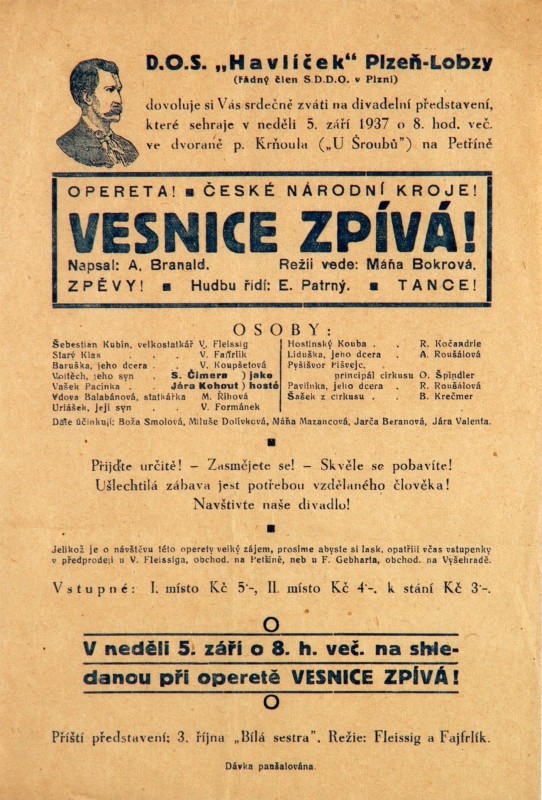 D.O.S. „Havlíček" Plzeň-Lobzy
(řádný člen S.D.D.O. v Plzni)
dovoluje si Vás srdečně zváti na divadelní představení,
které sehraje v neděli 5. září 1937 o 8. hod. več.
ve dvoraně p. Krňoula („U Šroubů") na Petříně
OPERETA! ■ ČESKÉ NÁRODNÍ KROJE!
VESNICE ZPÍVÁ!
Napsal: A. Branald. Režii vede: Máňa Bokrová.
ZPĚVY! ■ Hudbu řídí: E. Patrný. ■ TANCE!
OSOBY:
Šebestian Kubín, velkostatkář V. Fleissig
Starý Klas . . . V. Fajfrlík
Baruška, jeho dcera . . V. Koupšetová
Vojtěch, jeho syn . S. Čimera ) jako
Vašek Pacinka . Jára Kohout ) hosté
Vdova Balabánová, statkářka M. Říhová
Uriášek, její syn . . V. Formánek
Hostinský Kouba . . R. Kočandrle
Liduška, jeho dcera . A. Roušálová
Pyšišvor Pišvejc,
principál cirkusu O. Špindler
Pavlínka, jeho dcera . R. Roušálová
Šašek z cirkusu . . B. Krečmer
Dále účinkují: Boža Smolová, Miluše Dolívková, Máňa Mazancová, Jarča Beranová, Jára Valenta.
Přijďte určitě! – Zasmějete se! – Skvěle se pobavíte!
Ušlechtilá zábava jest potřebou vzdělaného člověka!
Navštivte naše divadlo!
Jelikož je o návštěvu této operety velký zájem, prosíme abyste si lask. opatřili včas vstupenky
v předprodeji u V. Fleissiga, obchod. na Petříně, neb u F. Gebharta, obchod. na Vyšehradě.
Vstupné: I. místo Kč 5·-, II. místo Kč 4·-. k stání Kč 3·-.
V neděli 5. září o 8. h. več. na shle-
danou při operetě VESNICE ZPÍVÁ!
Příští představení: 3. října „Bílá sestra". Režie: Fleissig a Fajfrlík.
Dávka paušalována.